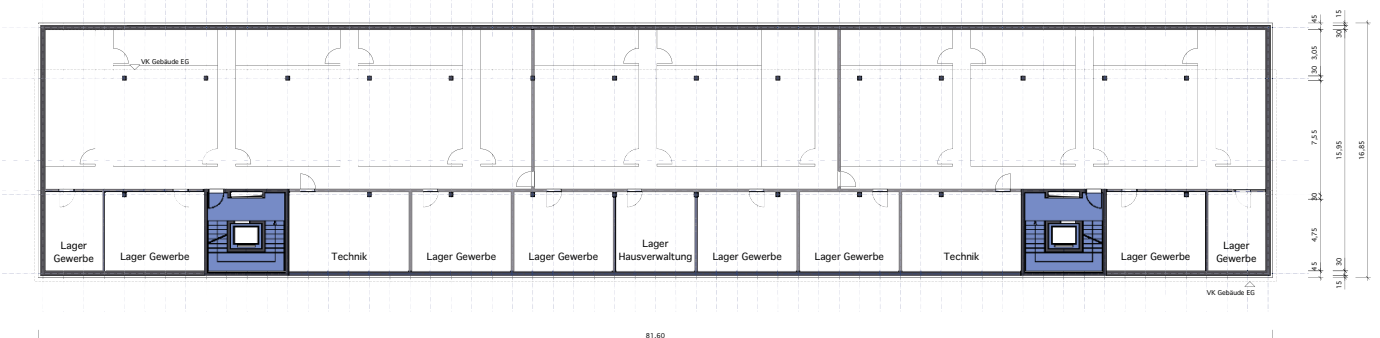 VK Gebäude EG
Lager
Gewerbe
Lager Gewerbe
Technik
Lager Gewerbe
Lager Gewerbe
Lager
Hausverwaltung
Lager Gewerbe
Lager Gewerbe
Technik
Lager Gewerbe
Lager
Gewerbe
VK Gebäude EG
81,60
45
3,05
30
7,55
30
4,75
45
15
30
15,95
30
15
16,85